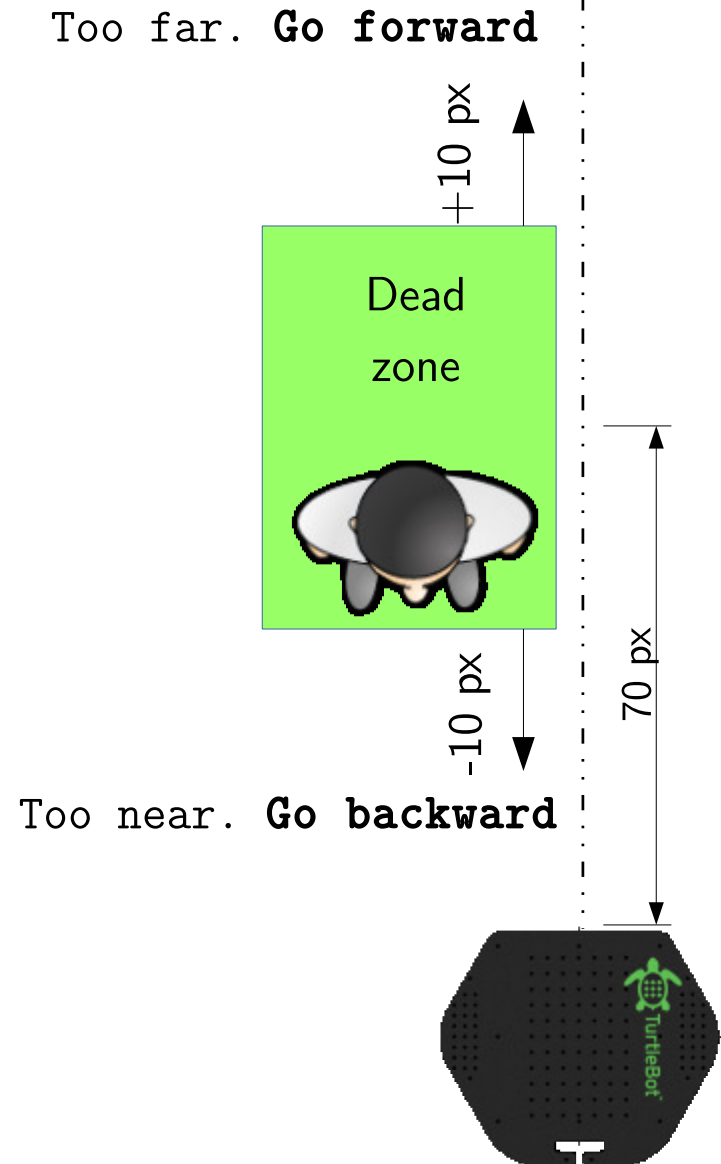 Too far. Go forward
+10 px
Dead
zone
70 px
-10 px
Too near. Go backward
TurtleBot